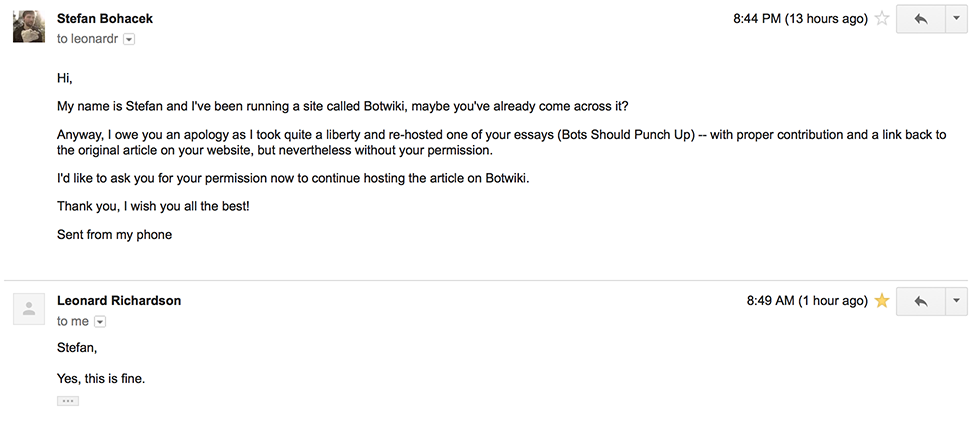 Stefan Bohacek
8:44 PM (13 hours ago)
to leonardr
Hi,
My name is Stefan and I've been running a site called Botwiki, maybe you've already come across it?
Anyway, I owe you an apology as I took quite a liberty and re-hosted one of your essays (Bots Should Punch Up) -- with proper contribution and a link back to
the original article on your website, but nevertheless without your permission.
I'd like to ask you for your permission now to continue hosting the article on Botwiki.
Thank you, I wish you all the best!
Sent from my phone
Leonard Richardson
8:49 AM (1 hour ago)
to me
Stefan,
Yes, this is fine.